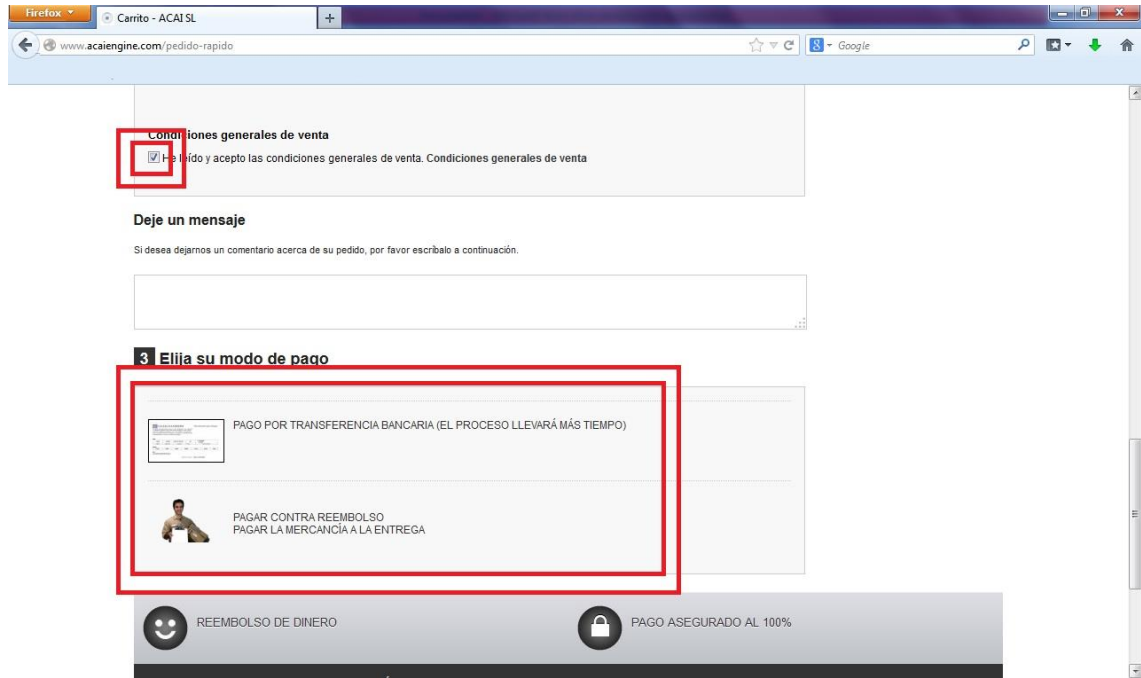 Firefox
Carrito - ACAI SL
www.acaiengine.com/pedido-rapido
Google
Condiciones generales de venta
He leído y acepto las condiciones generales de venta. Condiciones generales de venta
Deje un mensaje
Si desea dejarnos un comentario acerca de su pedido, por favor escríbalo a continuación.
3 Elija su modo de pago
PAGO POR TRANSFERENCIA BANCARIA (EL PROCESO LLEVARÁ MÁS TIEMPO)
PAGAR CONTRA REEMBOLSO
PAGAR LA MERCANCÍA A LA ENTREGA
REEMBOLSO DE DINERO
PAGO ASEGURADO AL 100%